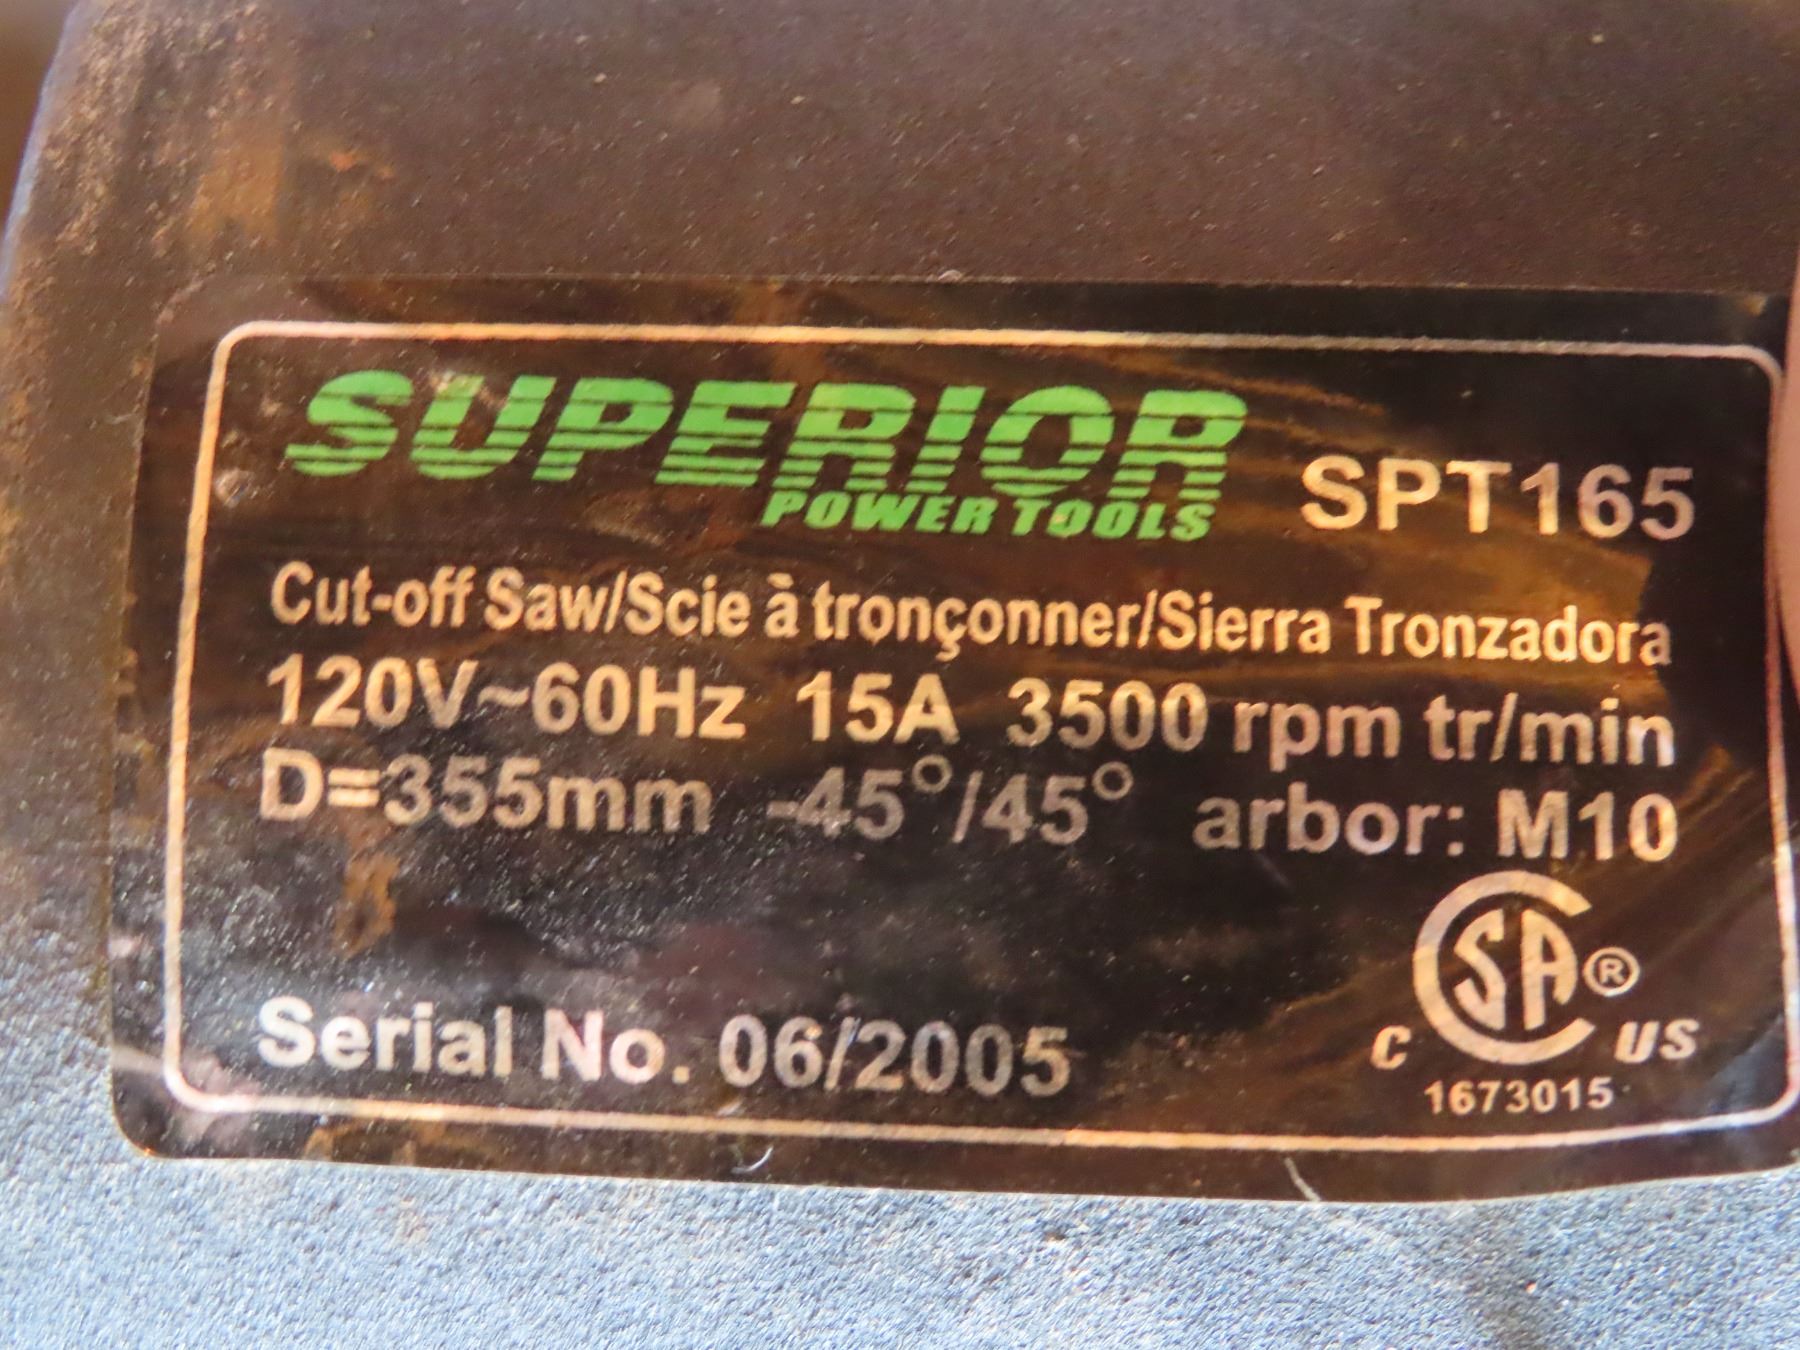 SUPERIOR SPT165
POWER TOOLS
Cut-off Saw/Scie à tronçonner/Sierra Tronzadora
120V~60Hz 15A 3500 rpm tr/min
D=355mm -45°/45° arbor: M10
CSA ®
Serial No. 06/2005
C US
1673015